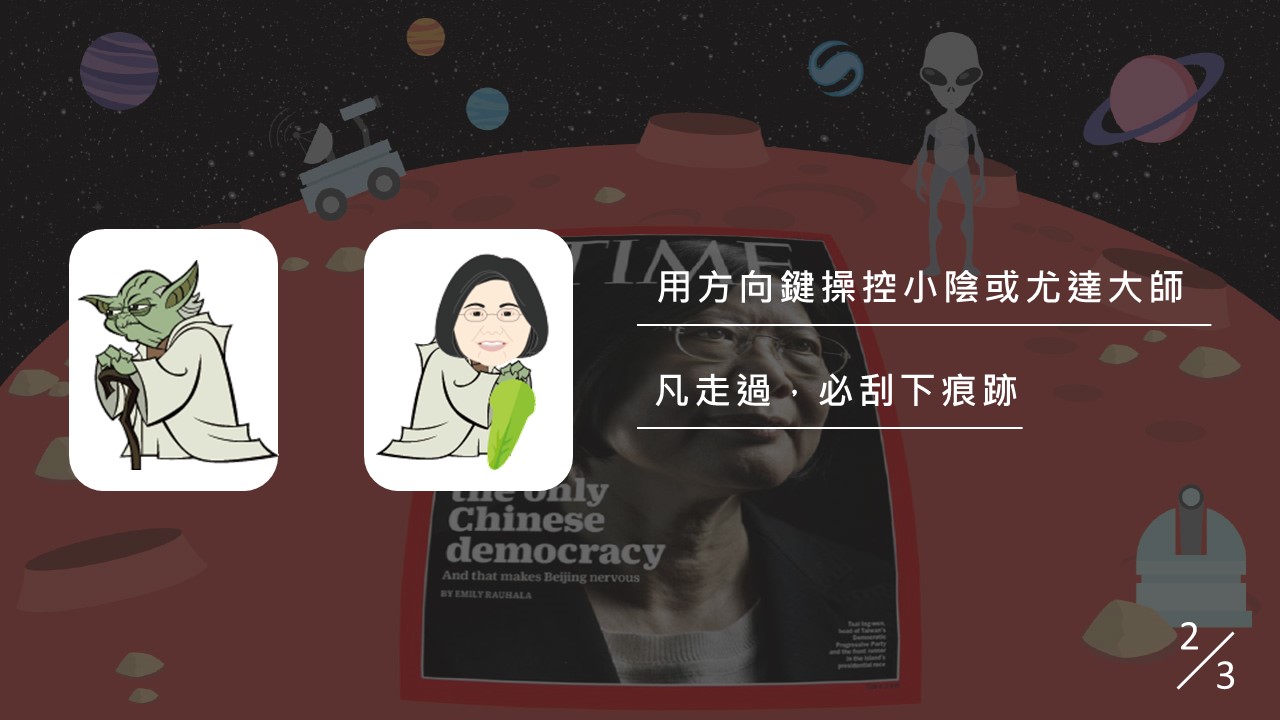 TIME
用方向鍵操控小陰或尤達大師
凡走過，必刮下痕跡
the only
Chinese
democracy
And that makes Beijing nervous
BY EMILY RAUHALA
Tsai Ing-wen,
head of Taiwan's
Democratic
Progressive Party
and the front runner
in the island's
presidential race
2/3